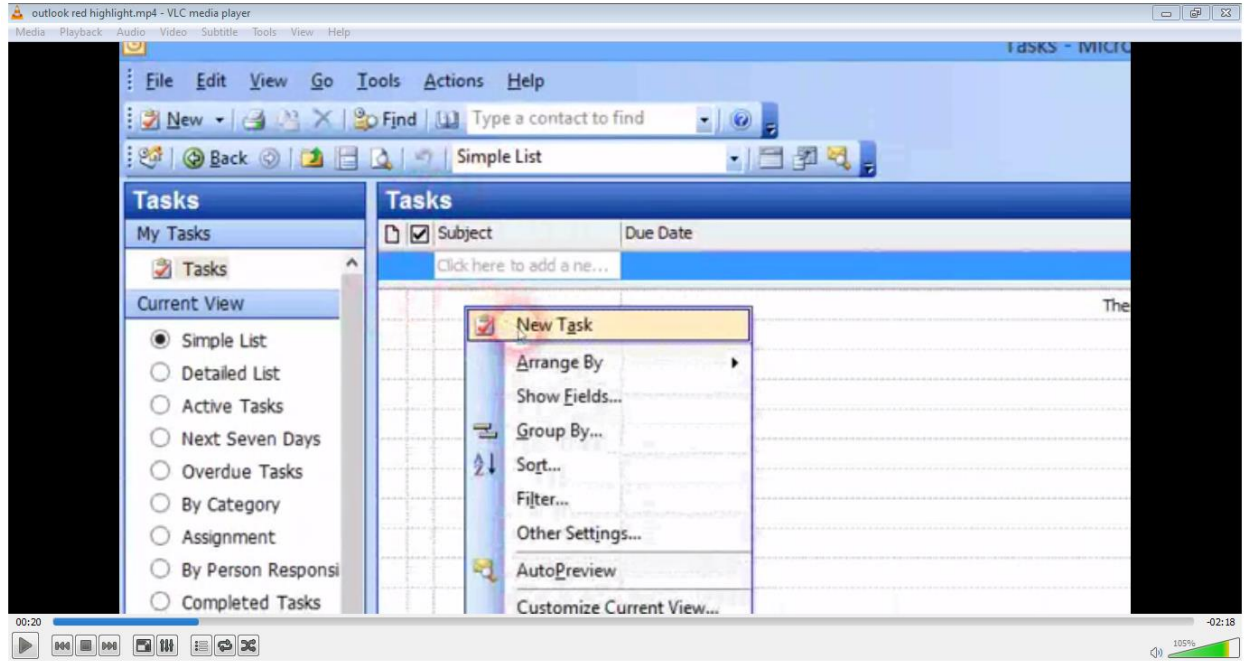 outlook red highlight.mp4 - VLC media player
Media Playback Audio Video Subtitle Tools View Help
Tasks - Micro
File Edit View Go Tools Actions Help
New Find Type a contact to find
Back Simple List
Tasks Tasks
My Tasks Subject Due Date
Tasks Click here to add a ne...
Current View The
Simple List New Task
Detailed List Arrange By
Active Tasks Show Fields...
Next Seven Days Group By...
Overdue Tasks Sort...
By Category Filter...
Assignment Other Settings...
By Person Responsi AutoPreview
Completed Tasks Customize Current View...
00:20 -02:18
105%